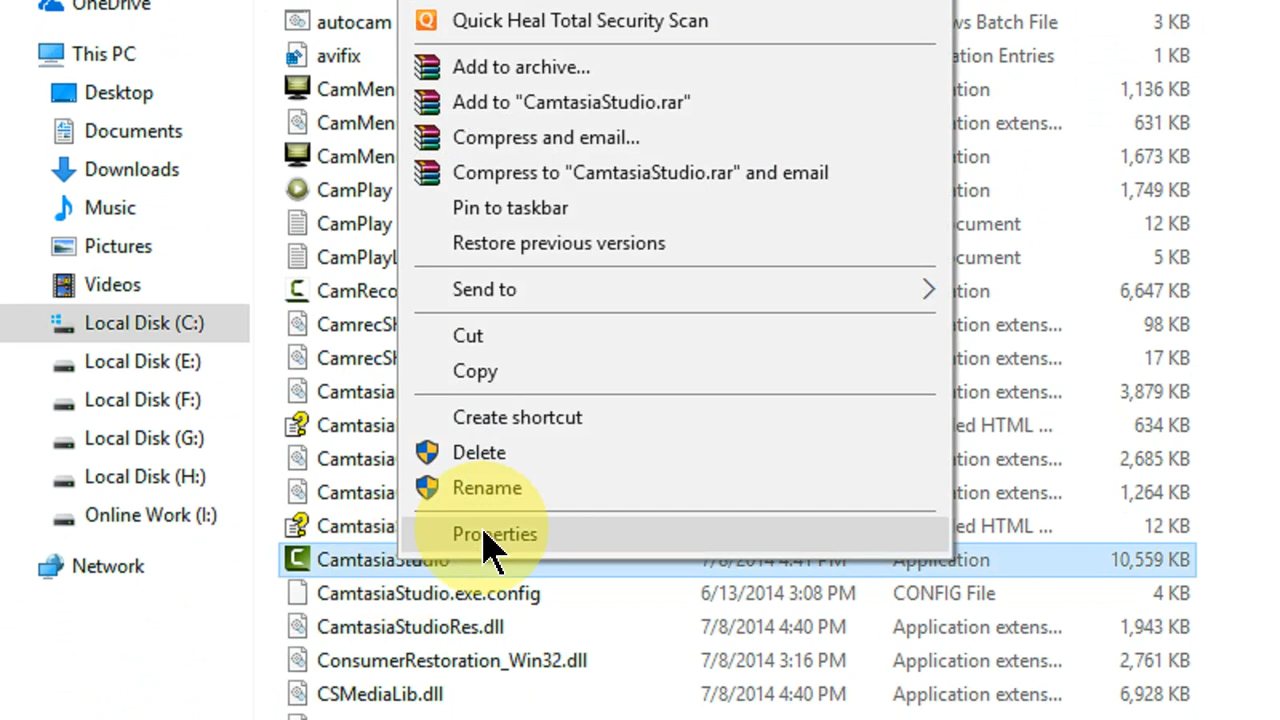 OneDrive
This PC
Desktop
Documents
Downloads
Music
Pictures
Videos
Local Disk (C:)
Local Disk (E:)
Local Disk (F:)
Local Disk (G:)
Local Disk (H:)
Online Work (I:)
Network
Quick Heal Total Security Scan
Add to archive...
Add to "CamtasiaStudio.rar"
Compress and email...
Compress to "CamtasiaStudio.rar" and email
Pin to taskbar
Restore previous versions
Send to
Cut
Copy
Create shortcut
Delete
Rename
Properties
autocam ws Batch File 3 KB
avifix ation Entries 1 KB
CamMen ation 1,136 KB
CamMen ation extens... 631 KB
CamMen ation 1,673 KB
CamPlay ation 1,749 KB
CamPlay ocument 12 KB
CamPlayL ocument 5 KB
CamReco ation 6,647 KB
CamrecSH ation extens... 98 KB
CamrecSH ation extens... 17 KB
Camtasia ation extens... 3,879 KB
Camtasia ed HTML ... 634 KB
Camtasia ation extens... 2,685 KB
Camtasia ation extens... 1,264 KB
Camtasia ed HTML ... 12 KB
CamtasiaStudio 7/8/2014 4:41 PM Application 10,559 KB
CamtasiaStudio.exe.config 6/13/2014 3:08 PM CONFIG File 4 KB
CamtasiaStudioRes.dll 7/8/2014 4:40 PM Application extens... 1,943 KB
ConsumerRestoration_Win32.dll 7/8/2014 3:16 PM Application extens... 2,761 KB
CSMediaLib.dll 7/8/2014 4:40 PM Application extens... 6,928 KB